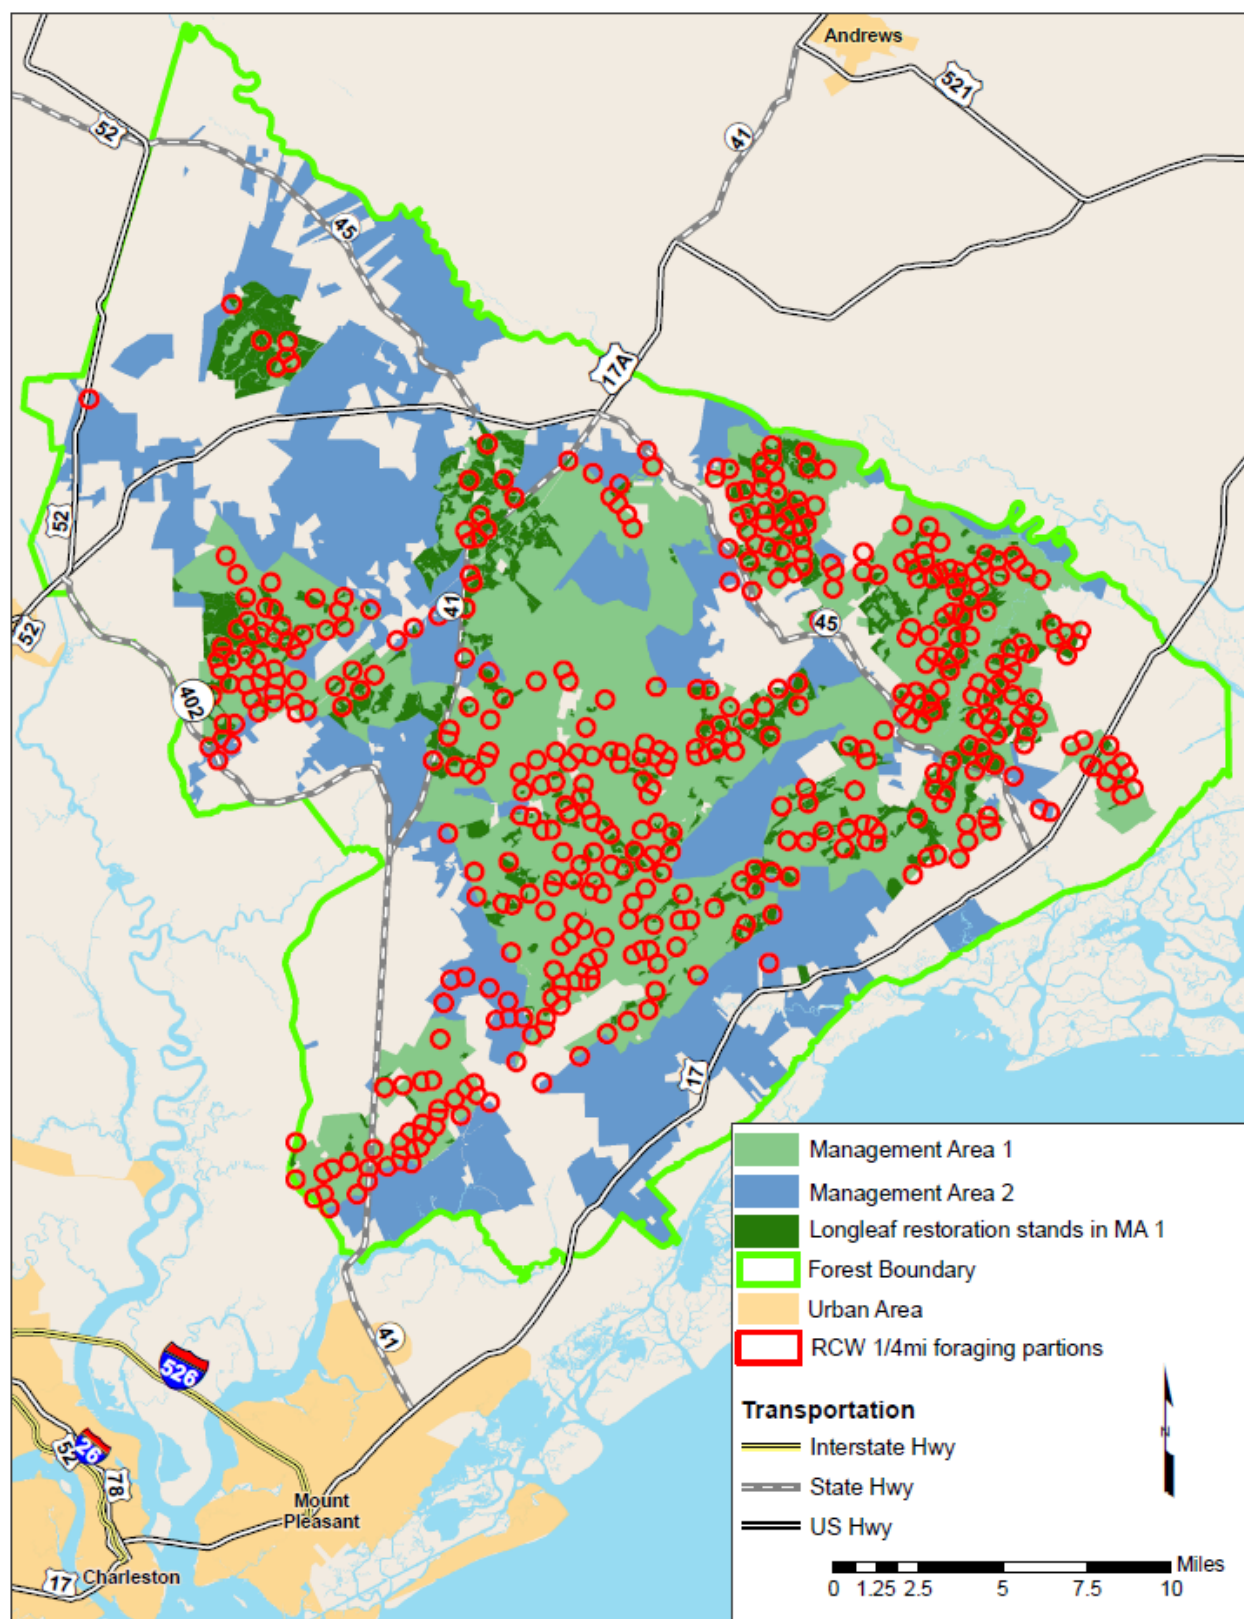 Andrews
521
52
41
45
17A
52
52
41
45
402
17
41
526
26
52
78
Mount
Pleasant
Charleston
17
Management Area 1
Management Area 2
Longleaf restoration stands in MA 1
Forest Boundary
Urban Area
RCW 1/4mi foraging partions
Transportation
Interstate Hwy
State Hwy
US Hwy
N
Miles
0 1.25 2.5 5 7.5 10